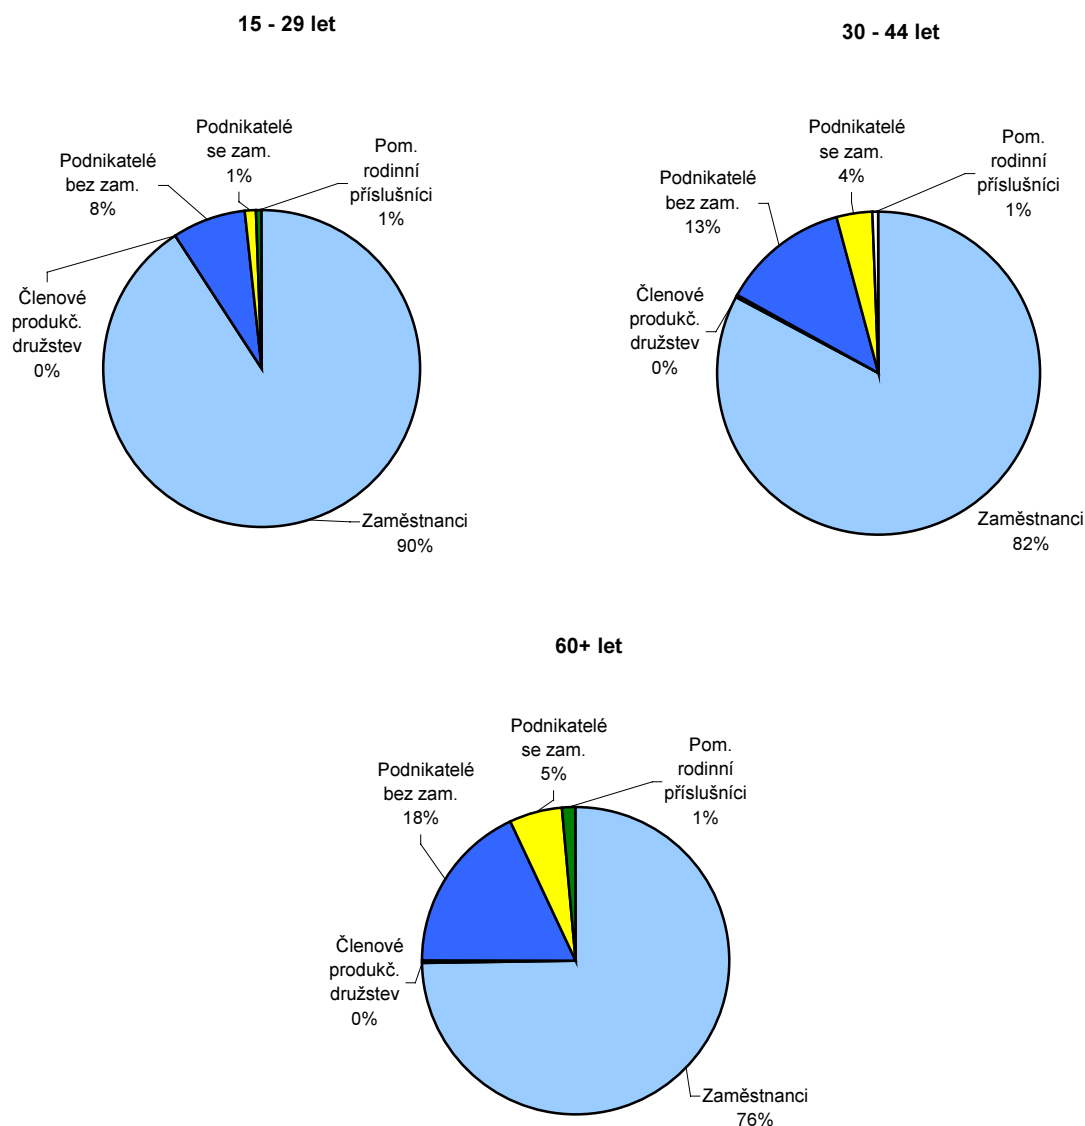 15 - 29 let
Podnikatelé
se zam.
1%
Pom.
rodinní
příslušníci
1%
Podnikatelé
bez zam.
8%
Členové
produkč.
družstev
0%
Zaměstnanci
90%
30 - 44 let
Podnikatelé
se zam.
4%
Pom.
rodinní
příslušníci
1%
Podnikatelé
bez zam.
13%
Členové
produkč.
družstev
0%
Zaměstnanci
82%
60+ let
Podnikatelé
se zam.
5%
Pom.
rodinní
příslušníci
1%
Podnikatelé
bez zam.
18%
Členové
produkč.
družstev
0%
Zaměstnanci
76%